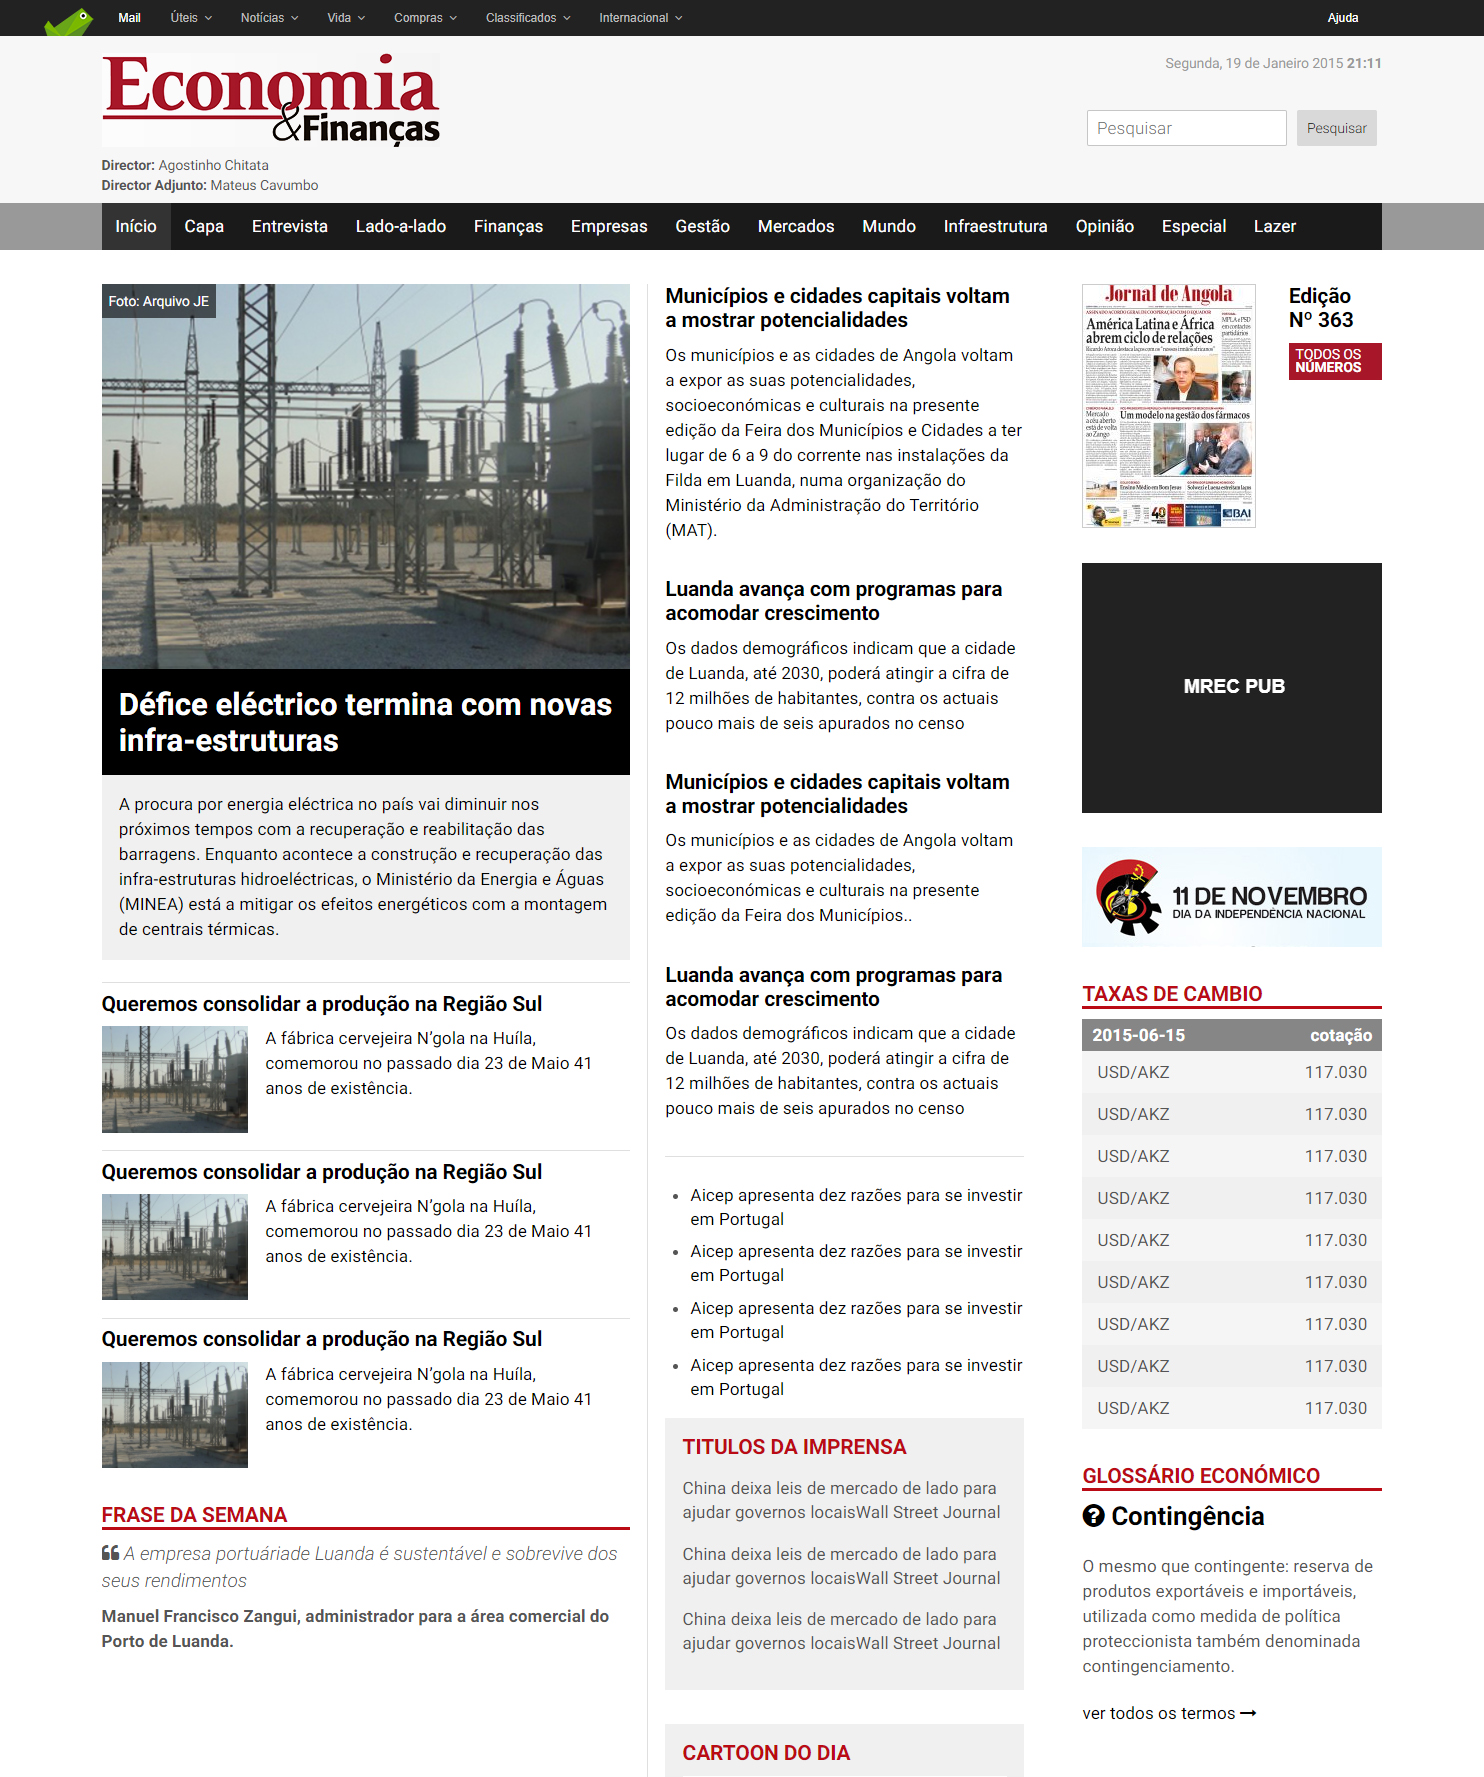 Mail Úteis Notícias Vida Compras Classificados Internacional Ajuda
Economia
&Finanças
Segunda, 19 de Janeiro 2015 21:11
Pesquisar Pesquisar
Director: Agostinho Chitata
Director Adjunto: Mateus Cavumbo
Início Capa Entrevista Lado-a-lado Finanças Empresas Gestão Mercados Mundo Infraestrutura Opinião Especial Lazer
Foto: Arquivo JE
Défice eléctrico termina com novas
infra-estruturas
A procura por energia eléctrica no país vai diminuir nos
próximos tempos com a recuperação e reabilitação das
barragens. Enquanto acontece a construção e recuperação das
infra-estruturas hidroeléctricas, o Ministério da Energia e Águas
(MINEA) está a mitigar os efeitos energéticos com a montagem
de centrais térmicas.
Queremos consolidar a produção na Região Sul
A fábrica cervejeira N’gola na Huíla,
comemorou no passado dia 23 de Maio 41
anos de existência.
Queremos consolidar a produção na Região Sul
A fábrica cervejeira N’gola na Huíla,
comemorou no passado dia 23 de Maio 41
anos de existência.
Queremos consolidar a produção na Região Sul
A fábrica cervejeira N’gola na Huíla,
comemorou no passado dia 23 de Maio 41
anos de existência.
FRASE DA SEMANA
A empresa portuáriade Luanda é sustentável e sobrevive dos
seus rendimentos
Manuel Francisco Zangui, administrador para a área comercial do
Porto de Luanda.
Municípios e cidades capitais voltam
a mostrar potencialidades
Os municípios e as cidades de Angola voltam
a expor as suas potencialidades,
socioeconómicas e culturais na presente
edição da Feira dos Municípios e Cidades a ter
lugar de 6 a 9 do corrente nas instalações da
Filda em Luanda, numa organização do
Ministério da Administração do Território
(MAT).
Luanda avança com programas para
acomodar crescimento
Os dados demográficos indicam que a cidade
de Luanda, até 2030, poderá atingir a cifra de
12 milhões de habitantes, contra os actuais
pouco mais de seis apurados no censo
Municípios e cidades capitais voltam
a mostrar potencialidades
Os municípios e as cidades de Angola voltam
a expor as suas potencialidades,
socioeconómicas e culturais na presente
edição da Feira dos Municípios..
Luanda avança com programas para
acomodar crescimento
Os dados demográficos indicam que a cidade
de Luanda, até 2030, poderá atingir a cifra de
12 milhões de habitantes, contra os actuais
pouco mais de seis apurados no censo
Aicep apresenta dez razões para se investir
em Portugal
Aicep apresenta dez razões para se investir
em Portugal
Aicep apresenta dez razões para se investir
em Portugal
Aicep apresenta dez razões para se investir
em Portugal
TITULOS DA IMPRENSA
China deixa leis de mercado de lado para
ajudar governos locaisWall Street Journal
China deixa leis de mercado de lado para
ajudar governos locaisWall Street Journal
China deixa leis de mercado de lado para
ajudar governos locaisWall Street Journal
CARTOON DO DIA
Jornal de Angola
América Latina e África
abrem ciclo de relações
MPLA e PSD
em contactos
partidários
Mercado
a céu aberto
está de volta
ao Zango
Um modelo na gestão dos fármacos
Ensino Médio em Bom Jesus
BAI
Edição
Nº 363
TODOS OS
NÚMEROS
MREC PUB
11 DE NOVEMBRO
DIA DA INDEPENDÊNCIA NACIONAL
TAXAS DE CAMBIO
2015-06-15 cotação
USD/AKZ 117.030
USD/AKZ 117.030
USD/AKZ 117.030
USD/AKZ 117.030
USD/AKZ 117.030
USD/AKZ 117.030
USD/AKZ 117.030
USD/AKZ 117.030
USD/AKZ 117.030
GLOSSÁRIO ECONÓMICO
Contingência
O mesmo que contingente: reserva de
produtos exportáveis e importáveis,
utilizada como medida de política
proteccionista também denominada
contingenciamento.
ver todos os termos